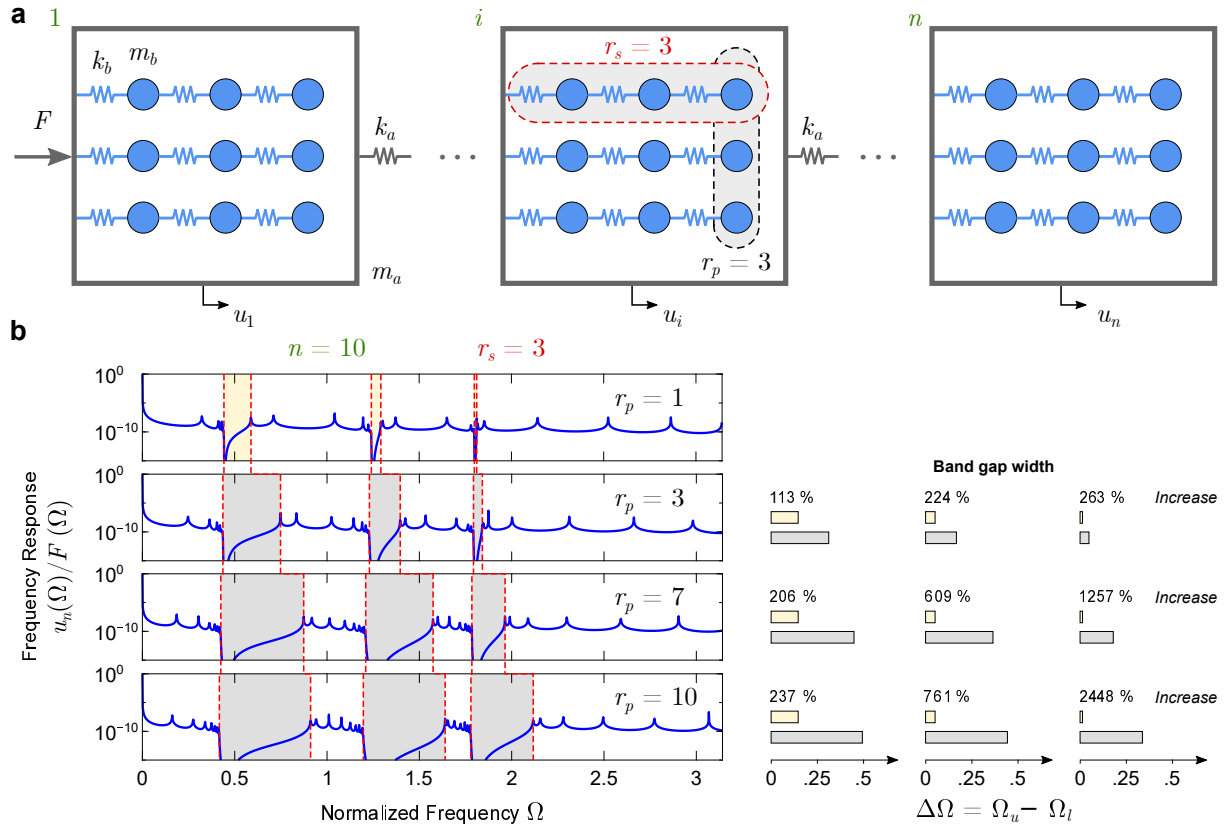 a
1
i
n
k_b
m_b
r_s = 3
F
k_a
k_a
m_a
r_p = 3
u_1
u_i
u_n
b
n = 10
r_s = 3
Frequency Response
u_n(Ω)/F (Ω)
10^0
10^-10
r_p = 1
10^0
10^-10
r_p = 3
10^0
10^-10
r_p = 7
10^0
10^-10
r_p = 10
0 0.5 1 1.5 2 2.5 3
Normalized Frequency Ω
Band gap width
113 % 224 % 263 % Increase
206 % 609 % 1257 % Increase
237 % 761 % 2448 % Increase
0 .25 .5 0 .25 .5 0 .25 .5
ΔΩ = Ω_u − Ω_l